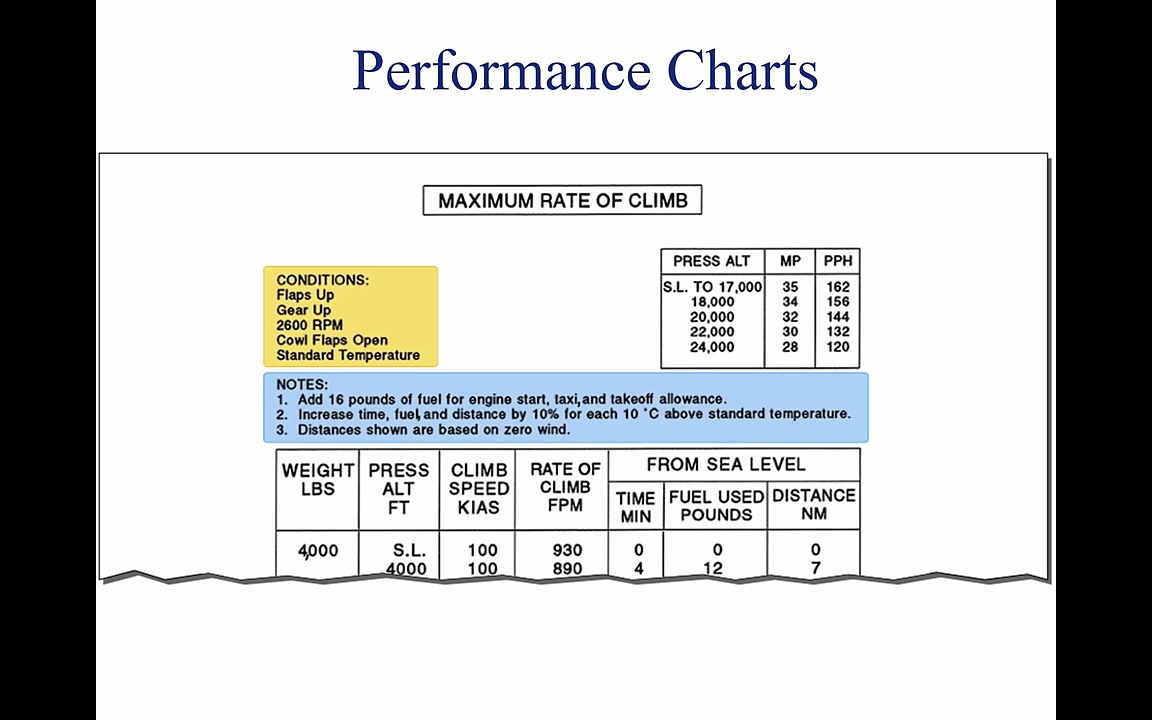 Performance Charts
MAXIMUM RATE OF CLIMB
CONDITIONS:
Flaps Up
Gear Up
2600 RPM
Cowl Flaps Open
Standard Temperature
PRESS ALT MP PPH
S.L. TO 17,000 35 162
18,000 34 156
20,000 32 144
22,000 30 132
24,000 28 120
NOTES:
1. Add 16 pounds of fuel for engine start, taxi, and takeoff allowance.
2. Increase time, fuel, and distance by 10% for each 10 °C above standard temperature.
3. Distances shown are based on zero wind.
WEIGHT LBS
PRESS ALT FT
CLIMB SPEED KIAS
RATE OF CLIMB FPM
FROM SEA LEVEL
TIME MIN
FUEL USED POUNDS
DISTANCE NM
4,000 S.L. 100 930 0 0 0
4000 100 890 4 12 7